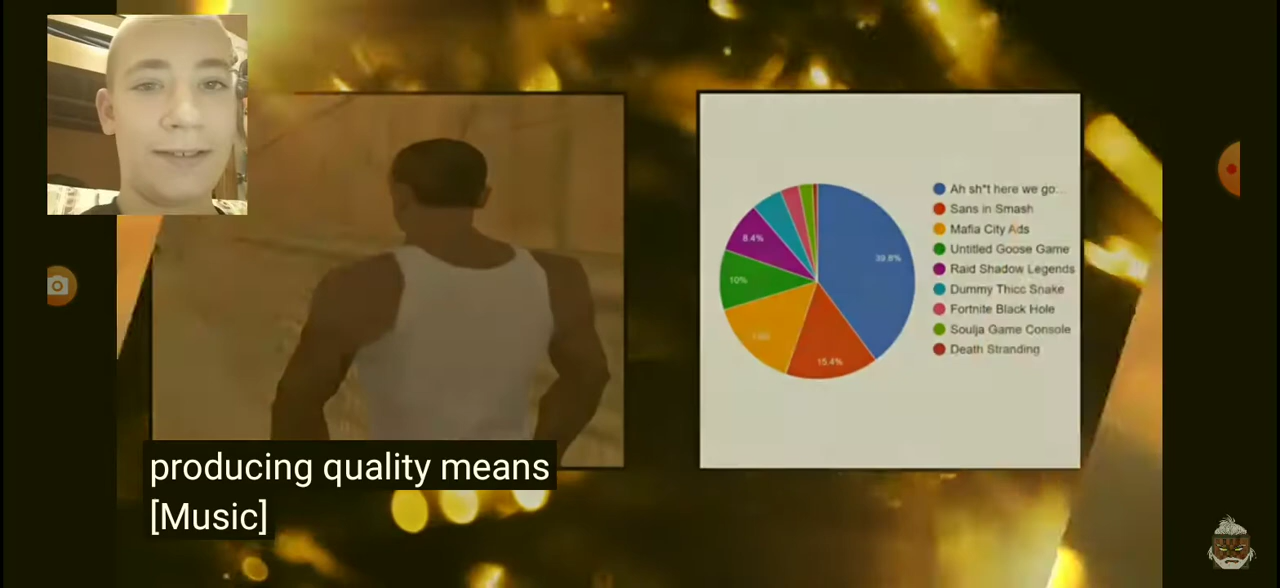 Ah sh*t here we go...
Sans in Smash
Mafia City Ads
Untitled Goose Game
Raid Shadow Legends
Dummy Thicc Snake
Fortnite Black Hole
Soulja Game Console
Death Stranding
39.8%
15.4%
10%
8.4%
producing quality means
[Music]